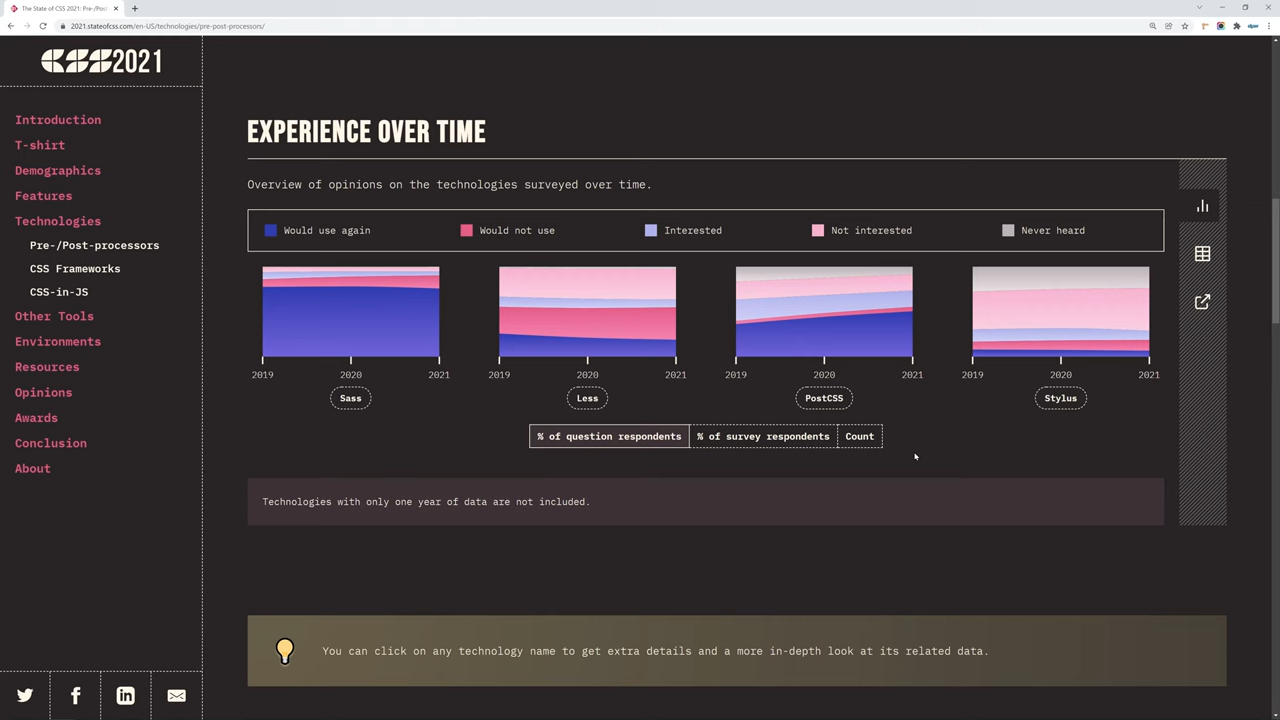 The State of CSS 2021: Pre-/Post
2021.stateofcss.com/en-US/technologies/pre-post-processors/
CSS2021
Introduction
T-shirt
Demographics
Features
Technologies
Pre-/Post-processors
CSS Frameworks
CSS-in-JS
Other Tools
Environments
Resources
Opinions
Awards
Conclusion
About
EXPERIENCE OVER TIME
Overview of opinions on the technologies surveyed over time.
Would use again Would not use Interested Not interested Never heard
2019 2020 2021 2019 2020 2021 2019 2020 2021 2019 2020 2021
Sass Less PostCSS Stylus
% of question respondents % of survey respondents Count
Technologies with only one year of data are not included.
You can click on any technology name to get extra details and a more in-depth look at its related data.